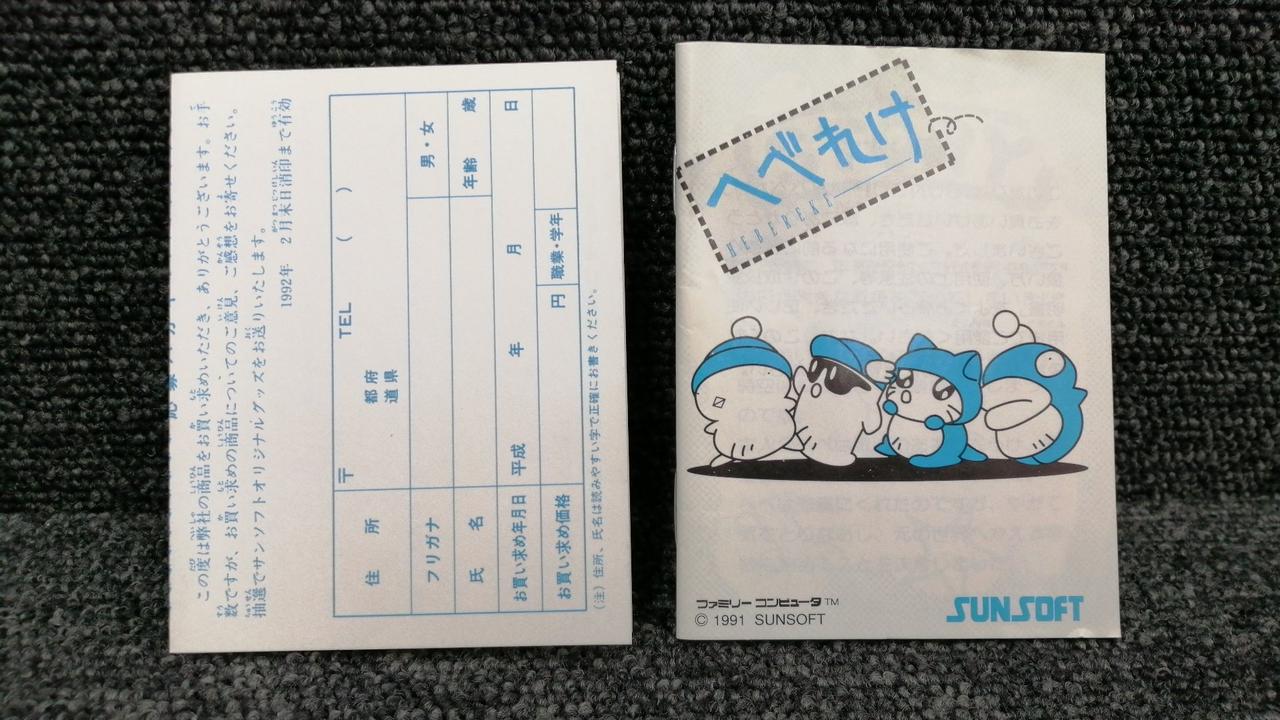 この度は弊社の商品をお買い求めいただき、ありがとうございます。お手
数ですが、お買い求めの商品についてのご意見、ご感想をお寄せください。
抽選でサンソフトオリジナルグッズをお送りいたします。
1992年 2月末日消印まで有効
住 所
〒
都 府
道 県
TEL ( )
フリガナ
男・女
氏 名
年齢 歳
お買い求め年月日
平成 年 月 日
お買い求め価格
円
職業・学年
(注) 住所、氏名は読みやすい字で正確にお書きください。
へべれけ
HEBEREKE
ファミリーコンピュータ™
© 1991 SUNSOFT
SUNSOFT